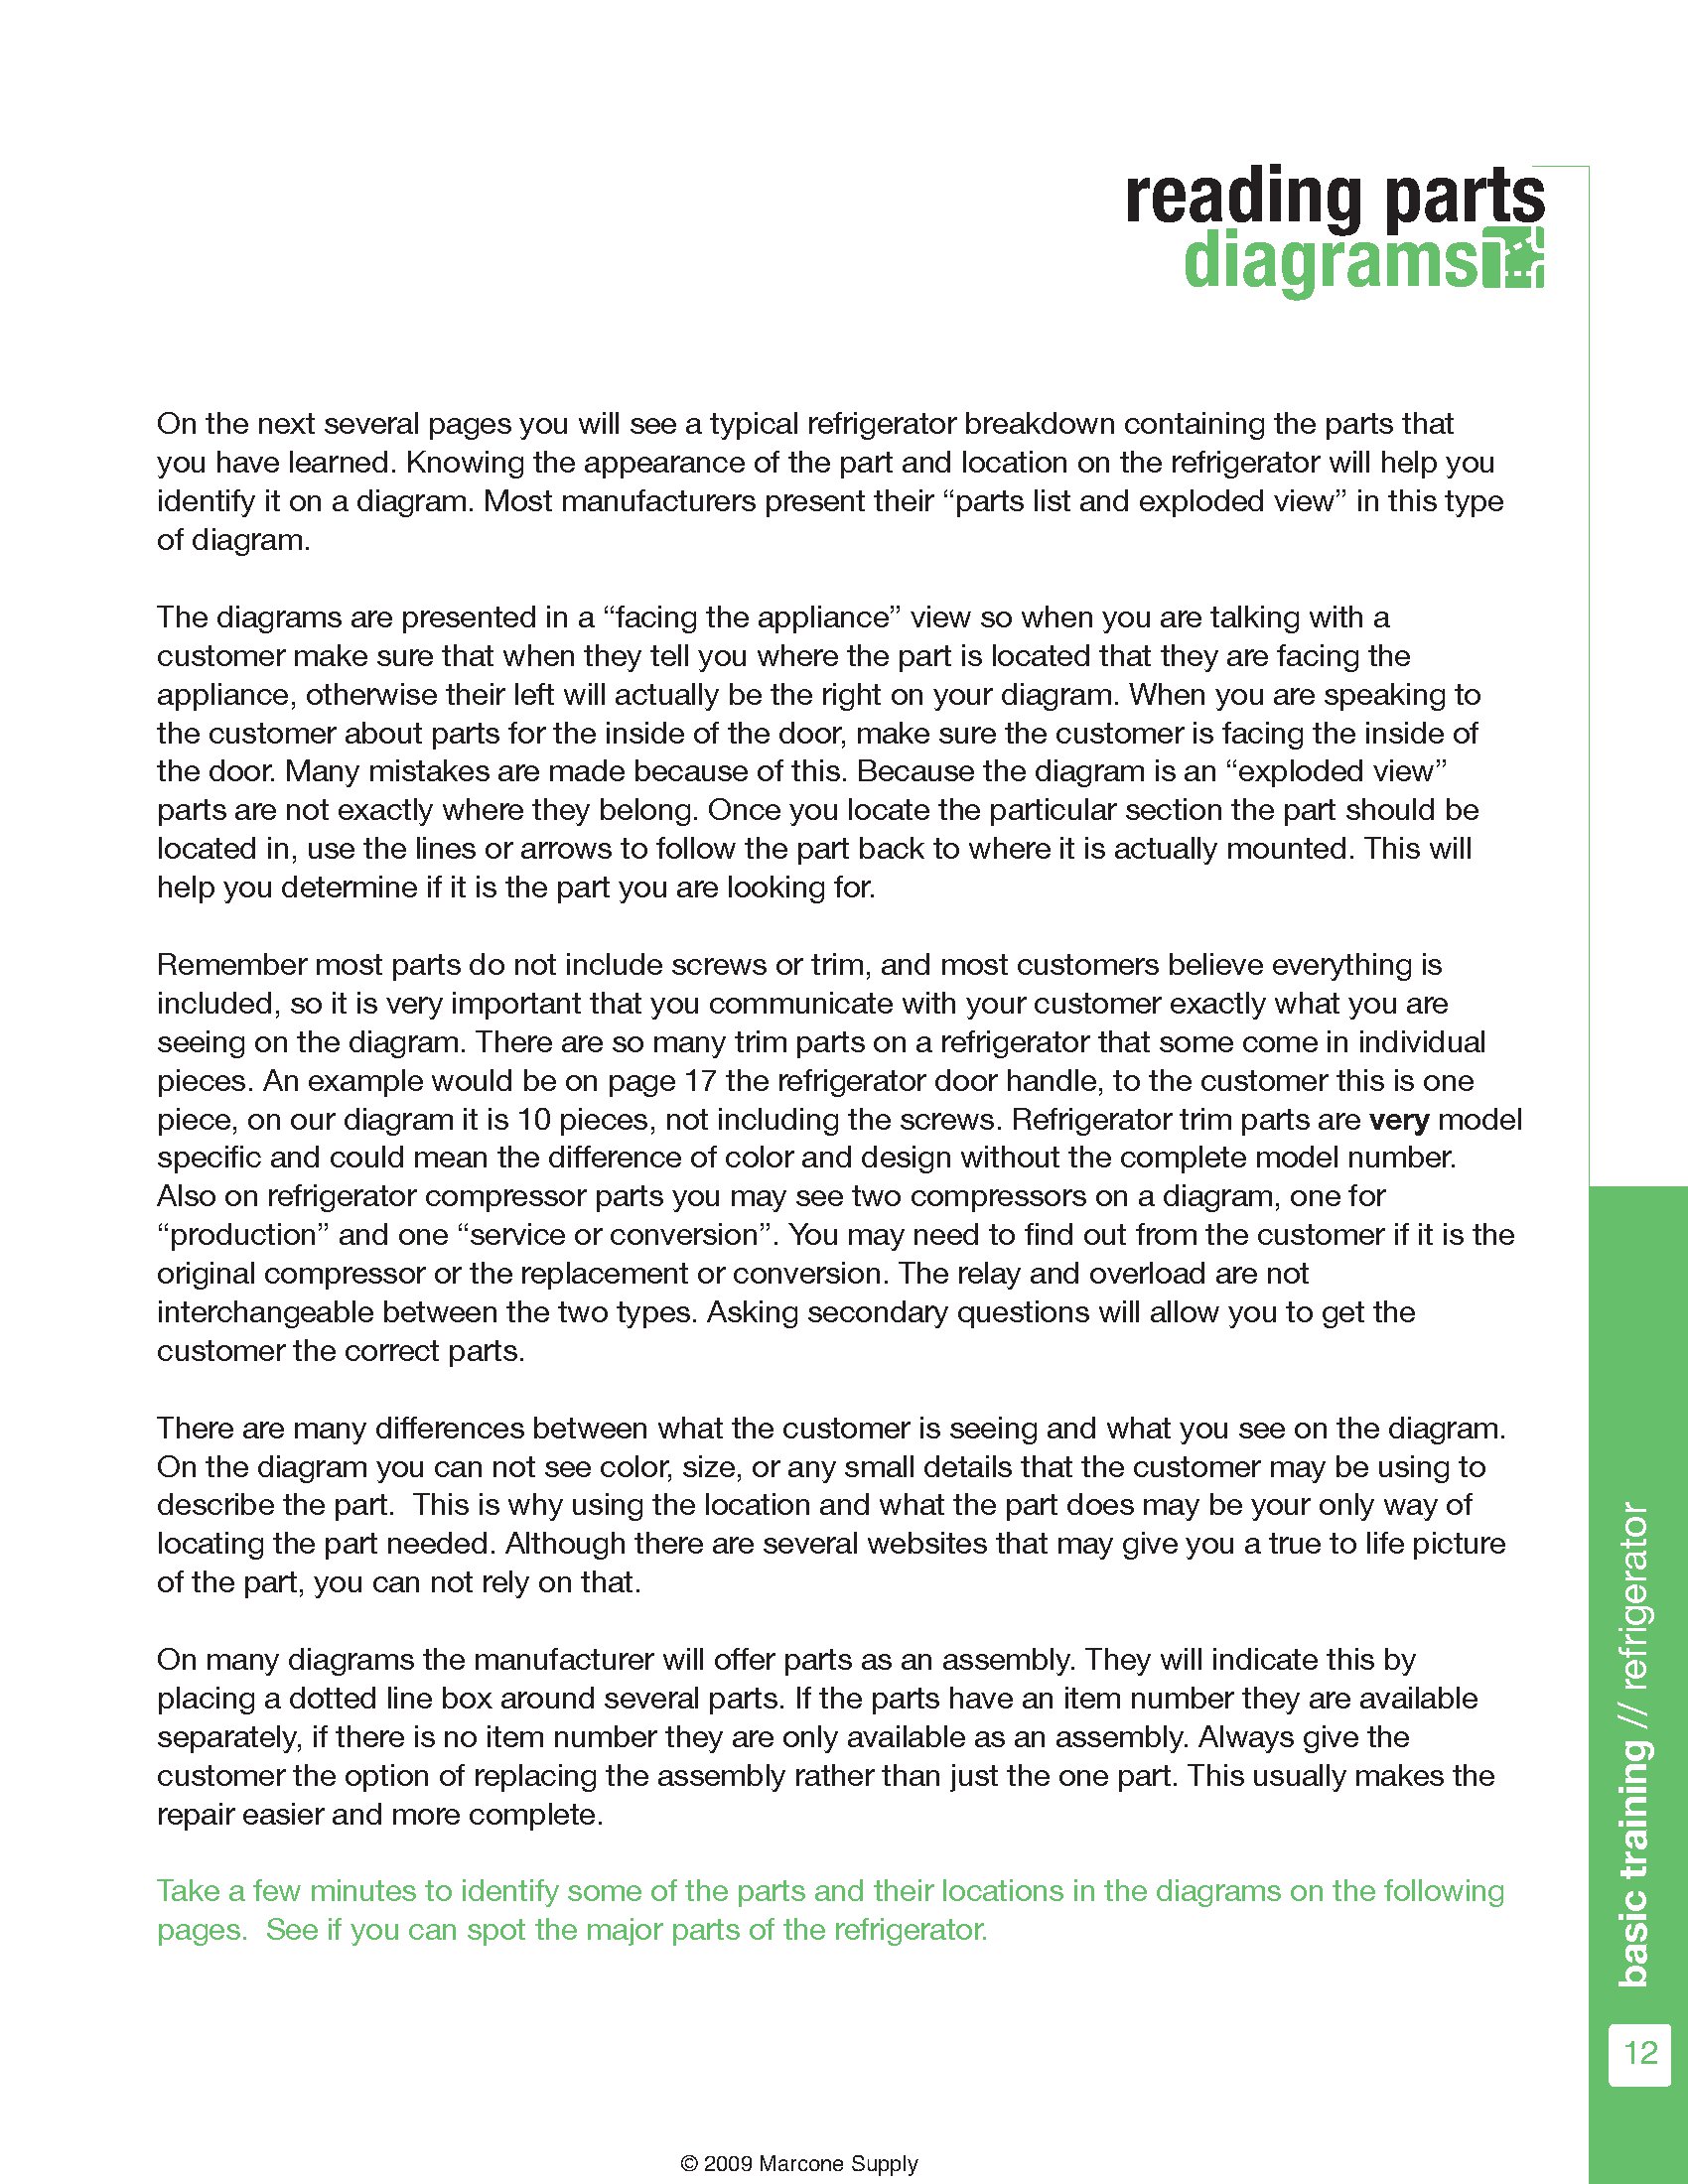 reading parts
diagrams
On the next several pages you will see a typical refrigerator breakdown containing the parts that
you have learned. Knowing the appearance of the part and location on the refrigerator will help you
identify it on a diagram. Most manufacturers present their “parts list and exploded view” in this type
of diagram.
The diagrams are presented in a “facing the appliance” view so when you are talking with a
customer make sure that when they tell you where the part is located that they are facing the
appliance, otherwise their left will actually be the right on your diagram. When you are speaking to
the customer about parts for the inside of the door, make sure the customer is facing the inside of
the door. Many mistakes are made because of this. Because the diagram is an “exploded view”
parts are not exactly where they belong. Once you locate the particular section the part should be
located in, use the lines or arrows to follow the part back to where it is actually mounted. This will
help you determine if it is the part you are looking for.
Remember most parts do not include screws or trim, and most customers believe everything is
included, so it is very important that you communicate with your customer exactly what you are
seeing on the diagram. There are so many trim parts on a refrigerator that some come in individual
pieces. An example would be on page 17 the refrigerator door handle, to the customer this is one
piece, on our diagram it is 10 pieces, not including the screws. Refrigerator trim parts are very model
specific and could mean the difference of color and design without the complete model number.
Also on refrigerator compressor parts you may see two compressors on a diagram, one for
“production” and one “service or conversion”. You may need to find out from the customer if it is the
original compressor or the replacement or conversion. The relay and overload are not
interchangeable between the two types. Asking secondary questions will allow you to get the
customer the correct parts.
There are many differences between what the customer is seeing and what you see on the diagram.
On the diagram you can not see color, size, or any small details that the customer may be using to
describe the part.  This is why using the location and what the part does may be your only way of
locating the part needed. Although there are several websites that may give you a true to life picture
of the part, you can not rely on that.
On many diagrams the manufacturer will offer parts as an assembly. They will indicate this by
placing a dotted line box around several parts. If the parts have an item number they are available
separately, if there is no item number they are only available as an assembly. Always give the
customer the option of replacing the assembly rather than just the one part. This usually makes the
repair easier and more complete.
Take a few minutes to identify some of the parts and their locations in the diagrams on the following
pages.  See if you can spot the major parts of the refrigerator.
basic training // refrigerator
12
© 2009 Marcone Supply